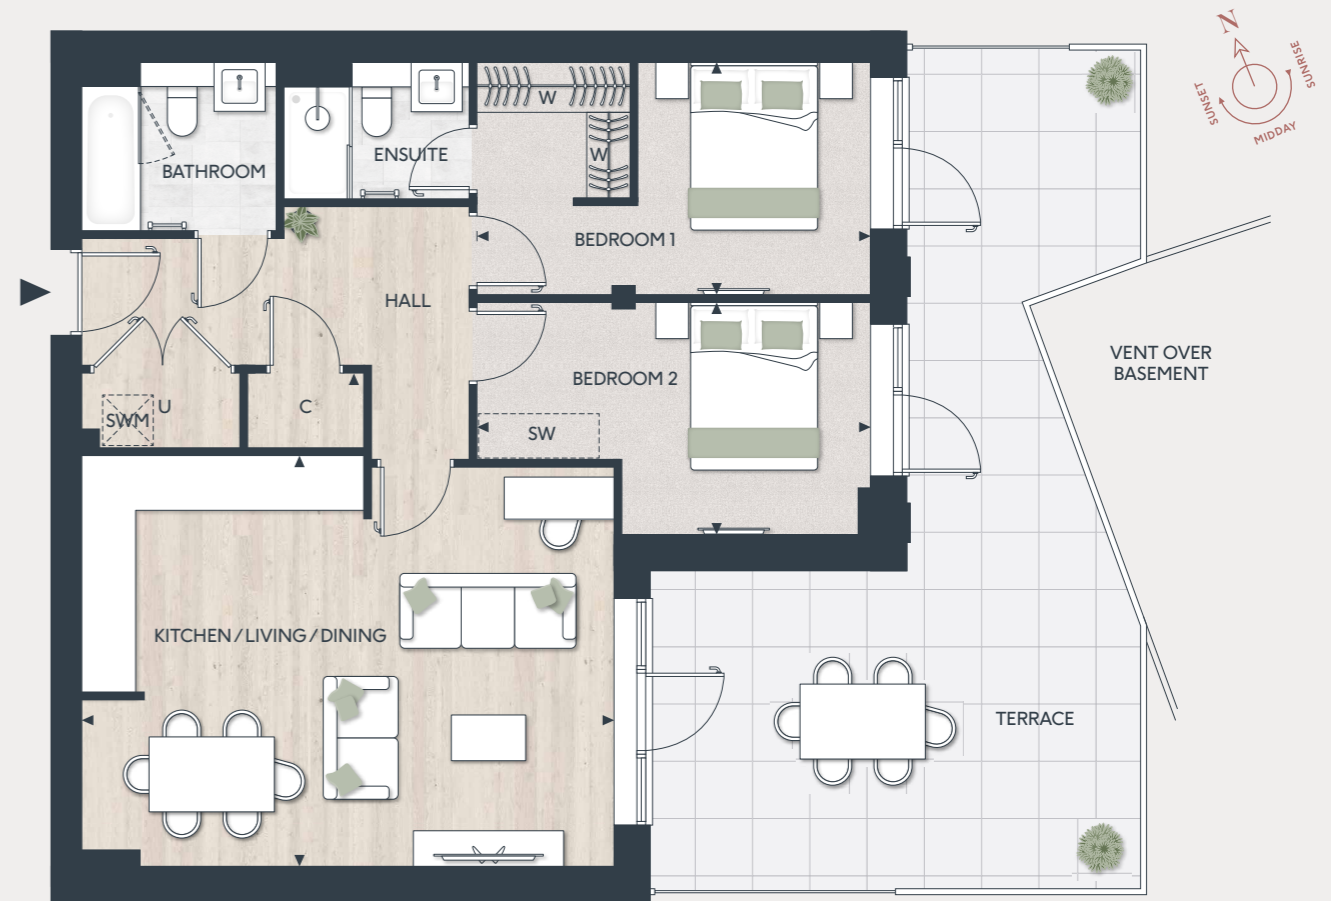 N
SUNRISE
SUNSET
MIDDAY
W
W
BATHROOM
ENSUITE
BEDROOM 1
HALL
VENT OVER
BASEMENT
BEDROOM 2
U
C
SWM
SW
KITCHEN / LIVING / DINING
TERRACE